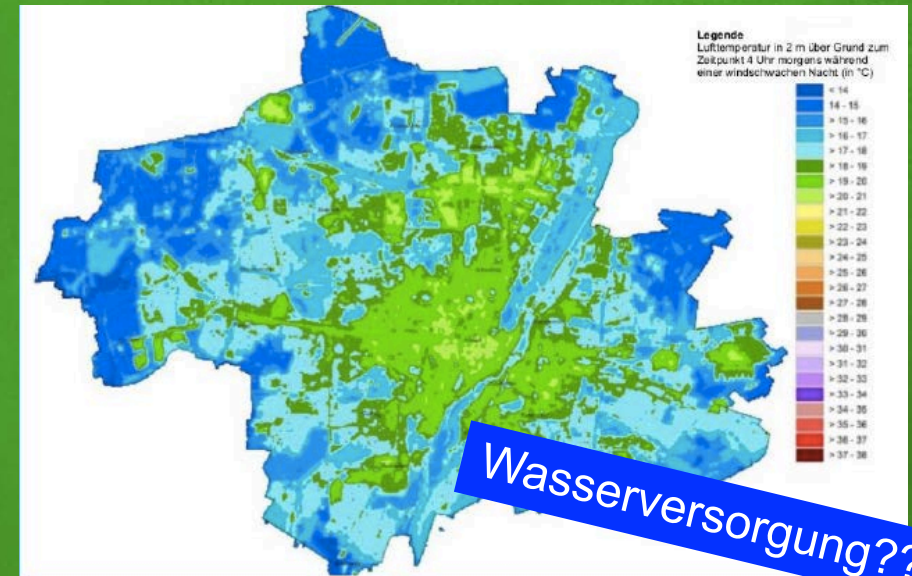 Legende
Lufttemperatur in 2 m über Grund zum
Zeitpunkt 4 Uhr morgens während
einer windschwachen Nacht (in °C)
< 14
14 - 15
> 15 - 16
> 16 - 17
> 17 - 18
> 18 - 19
> 19 - 20
> 20 - 21
> 21 - 22
> 22 - 23
> 23 - 24
> 24 - 25
> 25 - 26
> 26 - 27
> 27 - 28
> 28 - 29
> 29 - 30
> 30 - 31
> 31 - 32
> 32 - 33
> 33 - 34
> 34 - 35
> 35 - 36
> 36 - 37
> 37 - 38
Wasserversorgung??